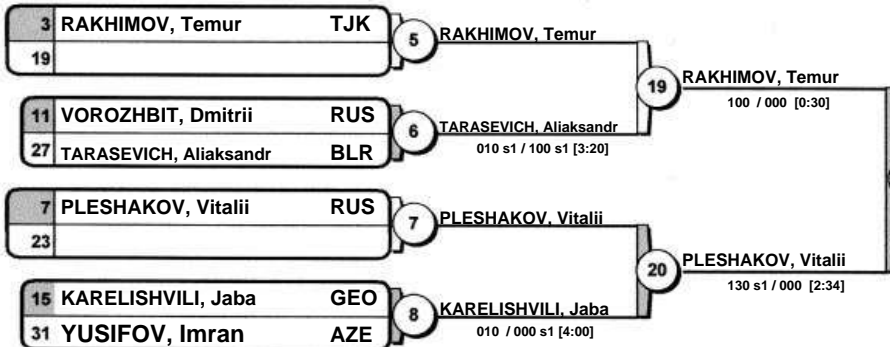 3 RAKHIMOV, Temur TJK
19
5
RAKHIMOV, Temur
11 VOROZHBIT, Dmitrii RUS
27 TARASEVICH, Aliaksandr BLR
6
TARASEVICH, Aliaksandr
010 s1 / 100 s1 [3:20]
19
RAKHIMOV, Temur
100 / 000 [0:30]
7 PLESHAKOV, Vitalii RUS
23
7
PLESHAKOV, Vitalii
15 KARELISHVILI, Jaba GEO
31 YUSIFOV, Imran AZE
8
KARELISHVILI, Jaba
010 / 000 s1 [4:00]
20
PLESHAKOV, Vitalii
130 s1 / 000 [2:34]